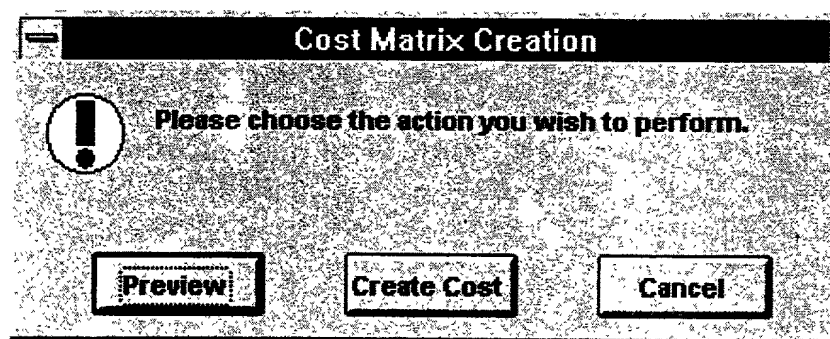 Cost Matrix Creation
Please choose the action you wish to perform.
Preview Create Cost Cancel